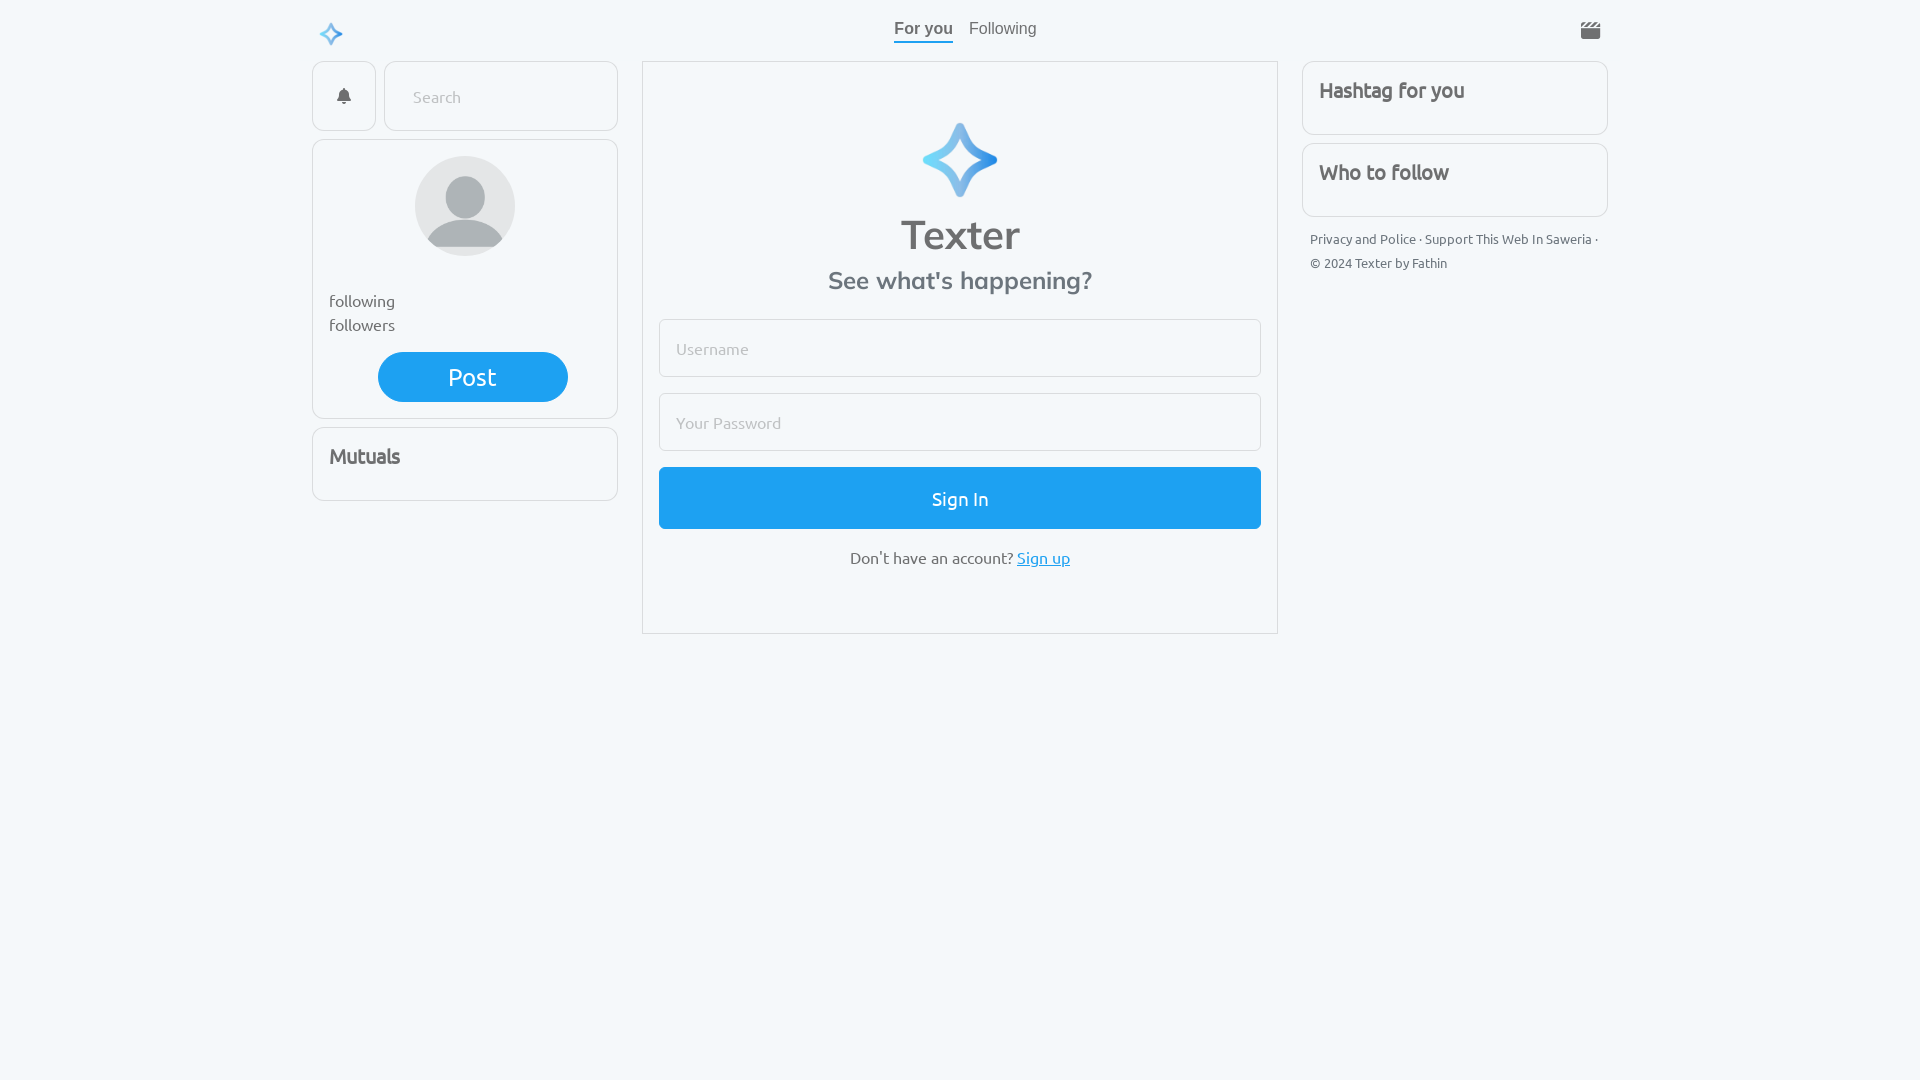 For you Following
Search
following
followers
Post
Mutuals
Texter
See what's happening?
Username
Your Password
Sign In
Don't have an account? Sign up
Hashtag for you
Who to follow
Privacy and Police · Support This Web In Saweria ·
© 2024 Texter by Fathin